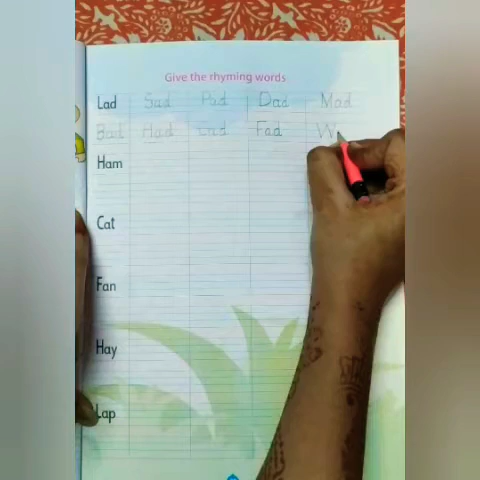 Give the rhyming words
Lad Sad Pad Dad Mad
Bad Had Fad W
Ham
Cat
Fan
Hay
Lap